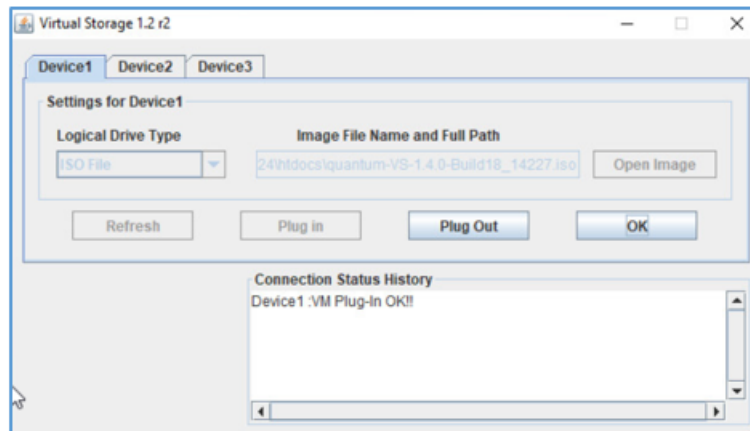 Virtual Storage 1.2 r2
Device1 Device2 Device3
Settings for Device1
Logical Drive Type Image File Name and Full Path
ISO File 24\htdocs\quantum-VS-1.4.0-Build18_14227.iso Open Image
Refresh Plug in Plug Out OK
Connection Status History
Device1 :VM Plug-In OK!!